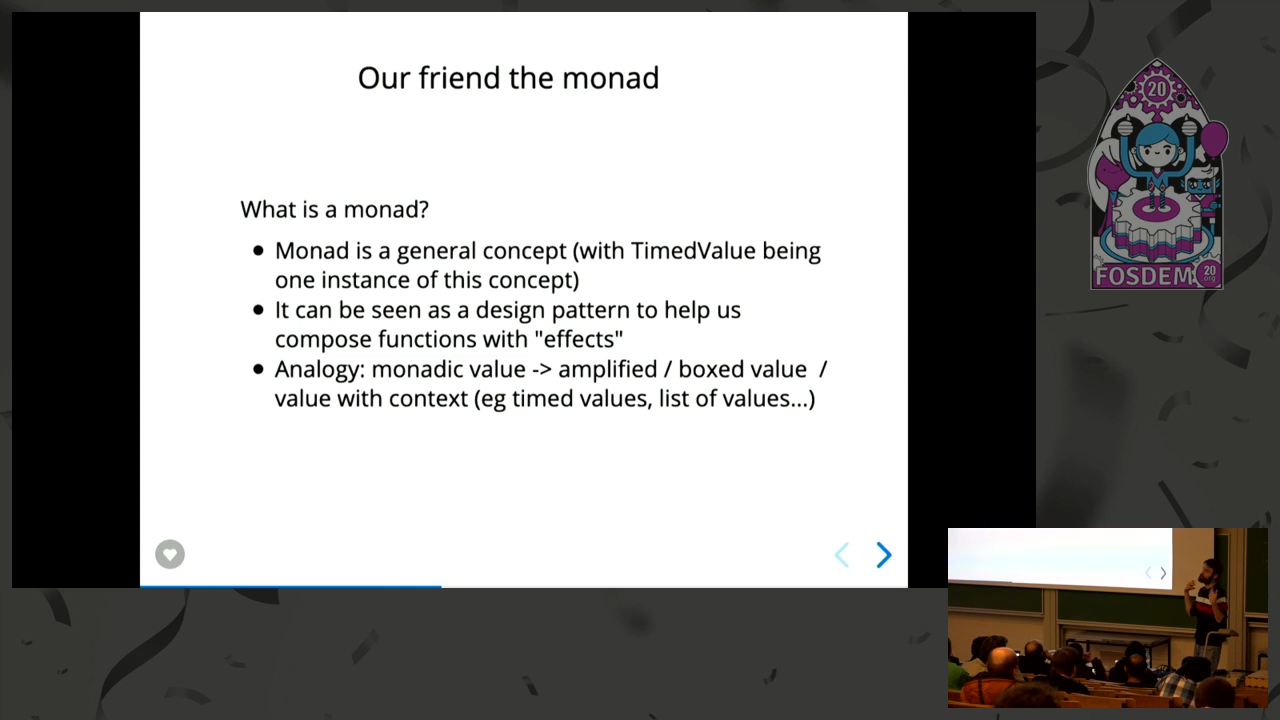 Our friend the monad
What is a monad?
● Monad is a general concept (with TimedValue being
one instance of this concept)
● It can be seen as a design pattern to help us
compose functions with "effects"
● Analogy: monadic value -> amplified / boxed value /
value with context (eg timed values, list of values...)
20
FOSDEM
20
.org